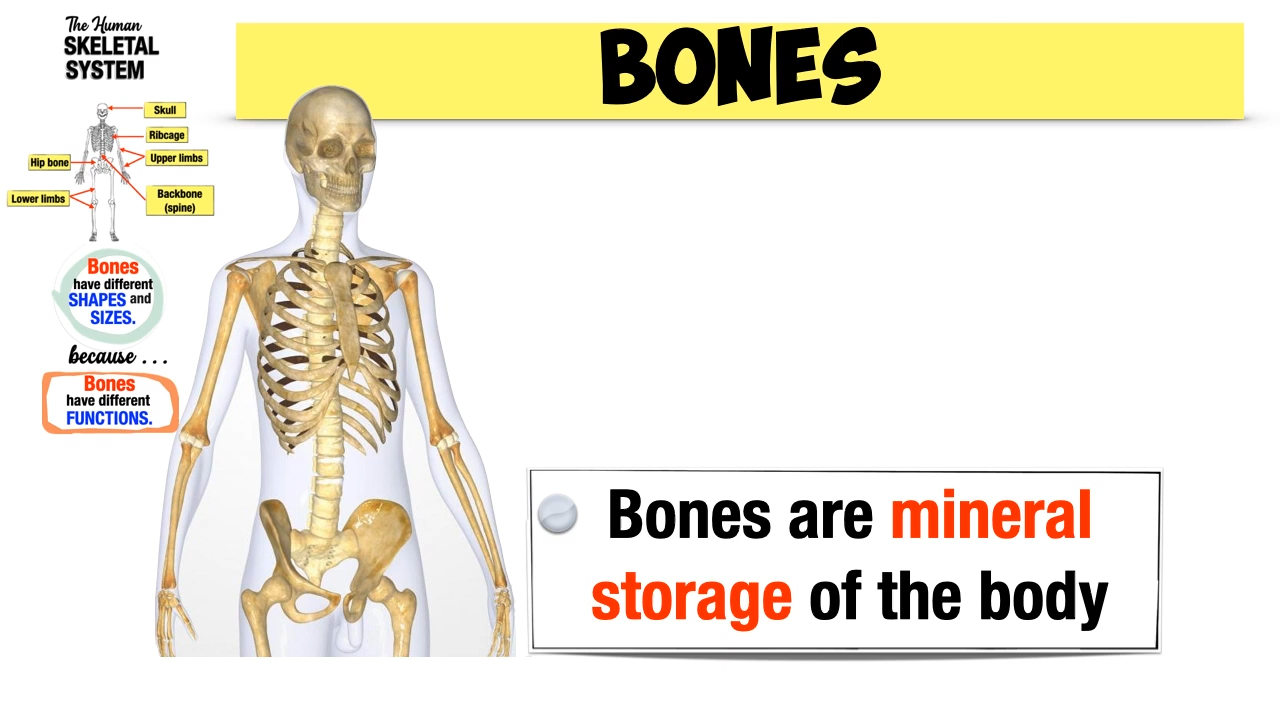 The Human
SKELETAL
SYSTEM
BONES
Skull
Ribcage
Hip bone
Upper limbs
Lower limbs
Backbone
(spine)
Bones
have different
SHAPES and
SIZES.
because . . .
Bones
have different
FUNCTIONS.
Bones are mineral
storage of the body